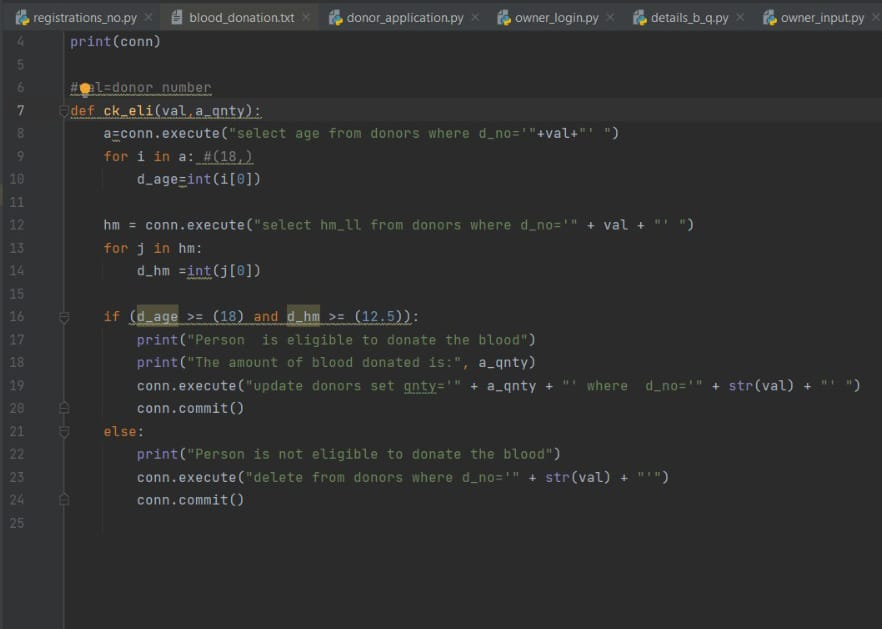 registrations_no.py × blood_donation.txt × donor_application.py × owner_login.py × details_b_q.py × owner_input.py ×
4 print(conn)
5
6 #val=donor number
7 def ck_eli(val,a_qnty):
8 a=conn.execute("select age from donors where d_no='"+val+"' ")
9 for i in a: #(18,)
10 d_age=int(i[0])
11
12 hm = conn.execute("select hm_ll from donors where d_no='" + val + "' ")
13 for j in hm:
14 d_hm =int(j[0])
15
16 if (d_age >= (18) and d_hm >= (12.5)):
17 print("Person  is eligible to donate the blood")
18 print("The amount of blood donated is:", a_qnty)
19 conn.execute("update donors set qnty='" + a_qnty + "' where  d_no='" + str(val) + "' ")
20 conn.commit()
21 else:
22 print("Person is not eligible to donate the blood")
23 conn.execute("delete from donors where d_no='" + str(val) + "'")
24 conn.commit()
25